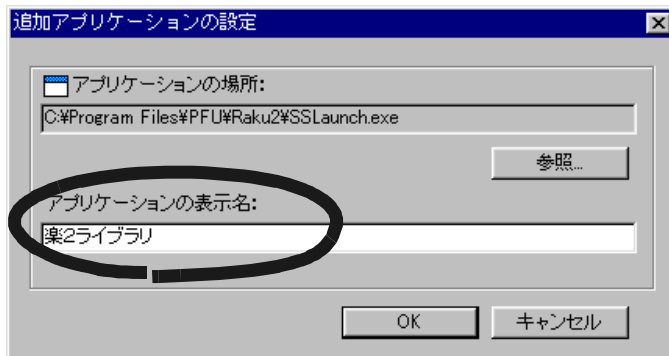 追加アプリケーションの設定
アプリケーションの場所:
C:¥Program Files¥PFU¥Raku2¥SSLaunch.exe
参照...
アプリケーションの表示名:
楽2ライブラリ
OK キャンセル